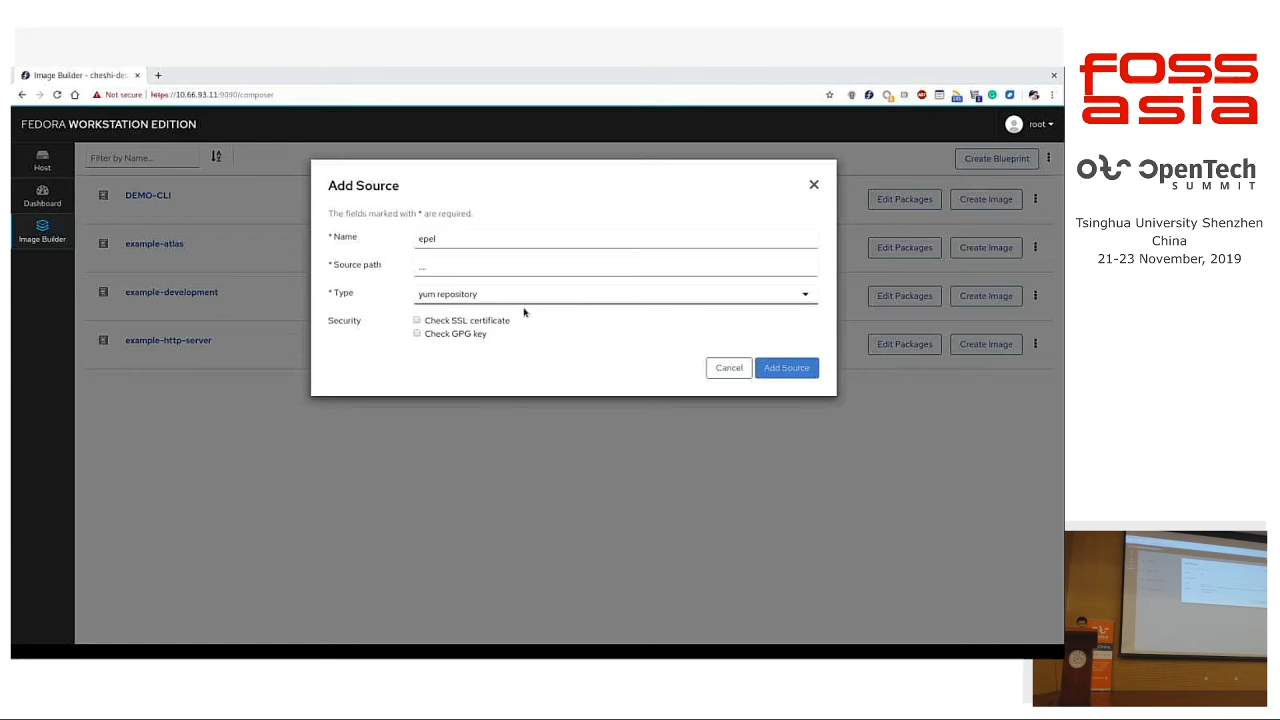 Image Builder - cheshi-des
Not secure https://10.66.93.11:9090/composer
FEDORA WORKSTATION EDITION
root
Host
Dashboard
Image Builder
Filter by Name...
Create Blueprint
DEMO-CLI
Edit Packages
Create Image
example-atlas
Edit Packages
Create Image
example-development
Edit Packages
Create Image
example-http-server
Edit Packages
Create Image
Add Source
The fields marked with * are required.
* Name
epel
* Source path
....
* Type
yum repository
Security
Check SSL certificate
Check GPG key
Cancel
Add Source
FOSS
ASIA
OpenTech
SUMMIT
Tsinghua University Shenzhen
China
21-23 November, 2019